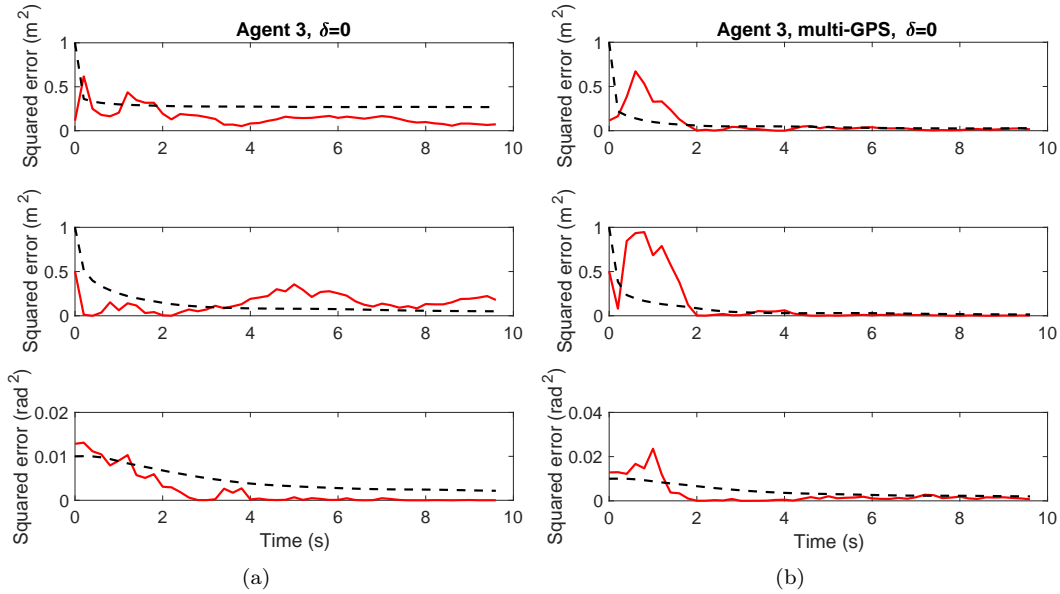 Agent 3, δ=0
Squared error (m²)
1
0.5
0
0 2 4 6 8 10
Squared error (m²)
1
0.5
0
0 2 4 6 8 10
Squared error (rad²)
0.02
0.01
0
0 2 4 6 8 10
Time (s)
(a)
Agent 3, multi-GPS, δ=0
Squared error (m²)
1
0.5
0
0 2 4 6 8 10
Squared error (m²)
1
0.5
0
0 2 4 6 8 10
Squared error (rad²)
0.04
0.02
0
0 2 4 6 8 10
Time (s)
(b)